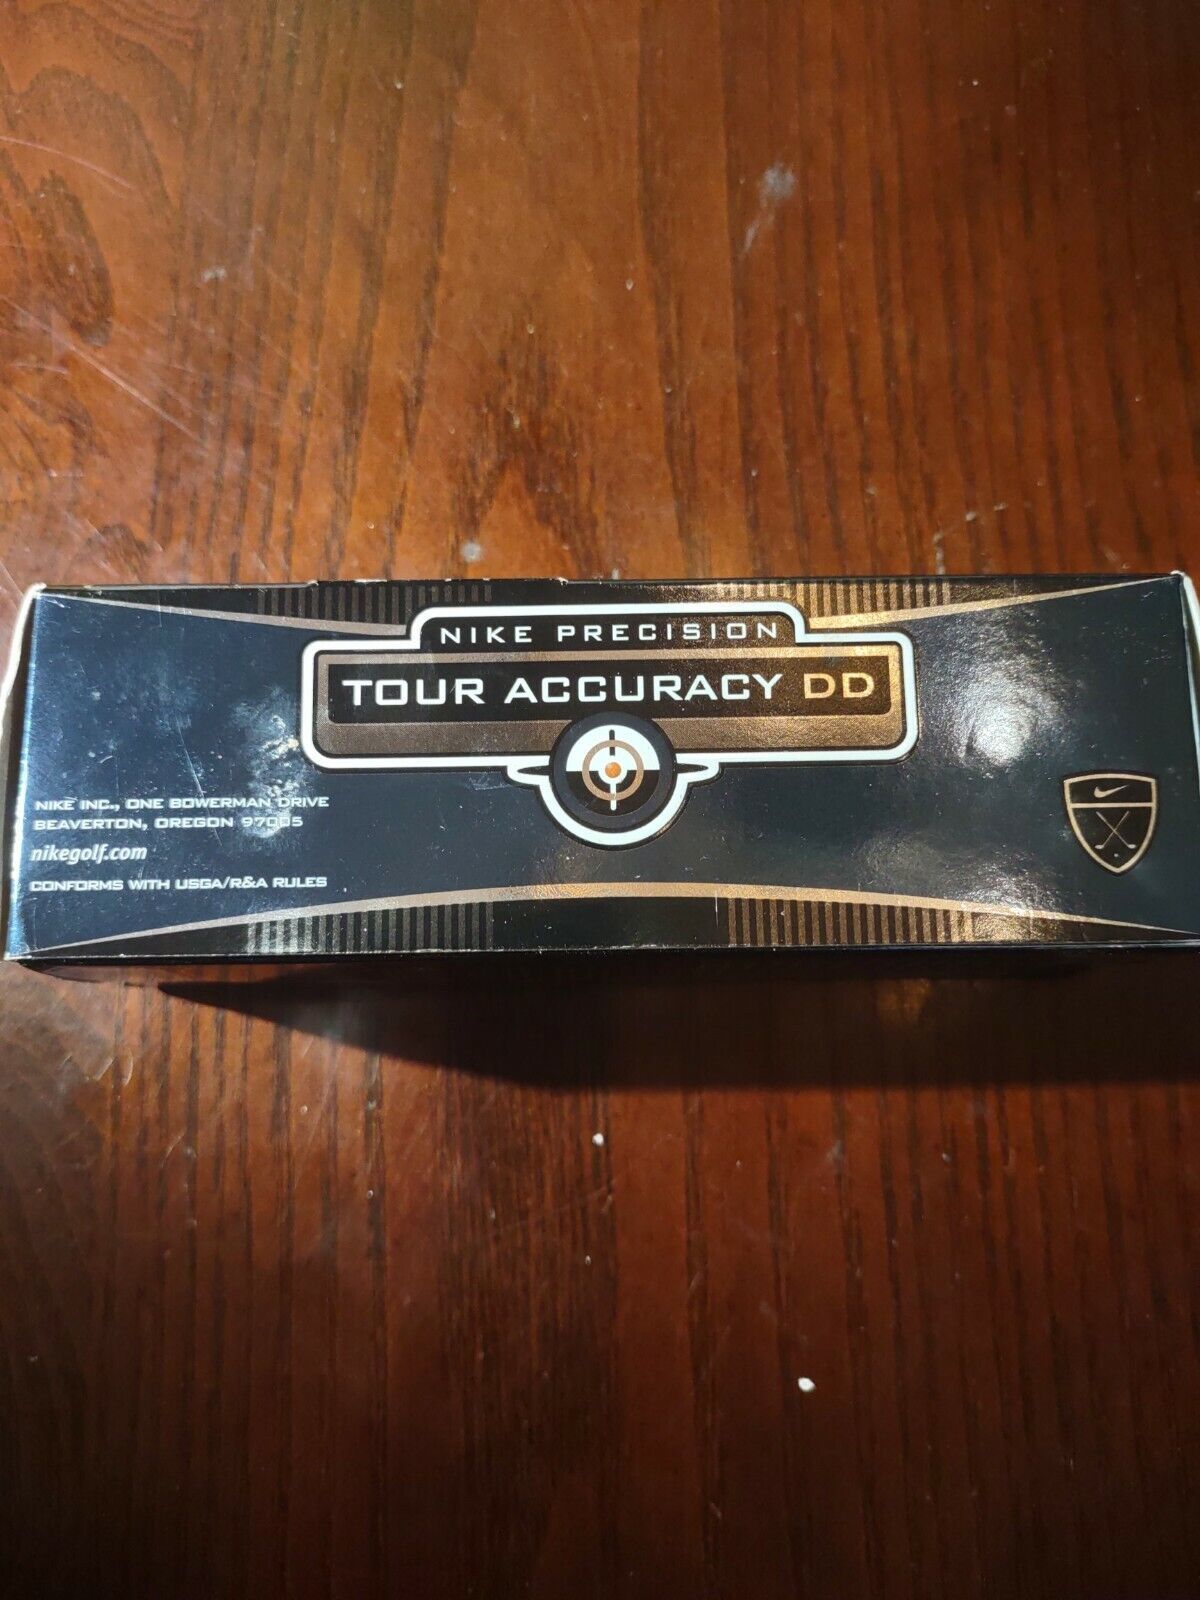 NIKE PRECISION
TOUR ACCURACY DD
NIKE INC., ONE BOWERMAN DRIVE
BEAVERTON, OREGON 97005
nikegolf.com
CONFORMS WITH USGA/R&A RULES